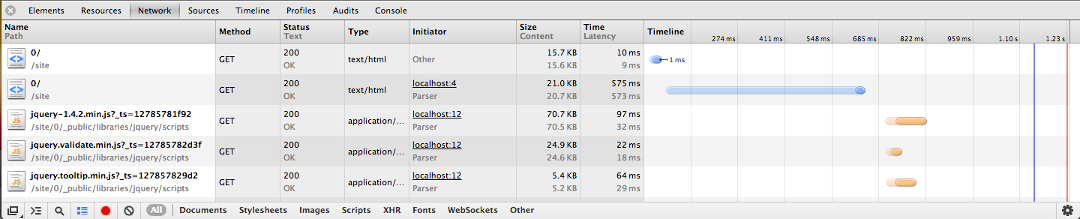 Elements Resources Network Sources Timeline Profiles Audits Console
Name Method Status Type Initiator Size Time Timeline
Path Text Content Latency 274 ms 411 ms 548 ms 685 ms 822 ms 959 ms 1.10 s 1.23 s
0/ GET 200 text/html Other 15.7 KB 10 ms 1 ms
/site OK 15.6 KB 9 ms
0/ GET 200 text/html localhost:4 21.0 KB 575 ms
/site OK Parser 20.7 KB 573 ms
jquery-1.4.2.min.js?_ts=12785781f92 GET 200 application/... localhost:12 70.7 KB 97 ms
/site/0/_public/libraries/jquery/scripts OK Parser 70.5 KB 32 ms
jquery.validate.min.js?_ts=12785782d3f GET 200 application/... localhost:12 24.9 KB 22 ms
/site/0/_public/libraries/jquery/scripts OK Parser 24.6 KB 18 ms
jquery.tooltip.min.js?_ts=127857829d2 GET 200 application/... localhost:12 5.4 KB 64 ms
/site/0/_public/libraries/jquery/scripts OK Parser 5.2 KB 29 ms
All Documents Stylesheets Images Scripts XHR Fonts WebSockets Other